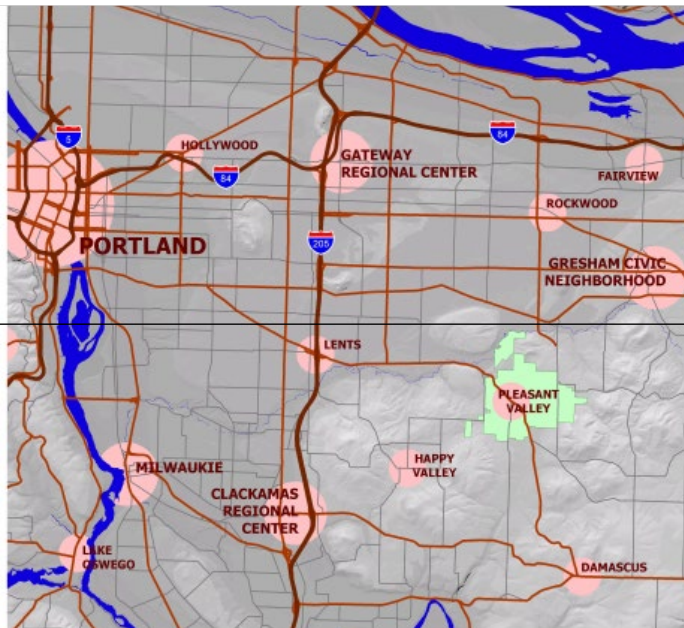 5
HOLLYWOOD
84
84
GATEWAY
REGIONAL CENTER
FAIRVIEW
ROCKWOOD
PORTLAND
205
GRESHAM CIVIC
NEIGHBORHOOD
LENTS
PLEASANT
VALLEY
HAPPY
VALLEY
MILWAUKIE
CLACKAMAS
REGIONAL
CENTER
LAKE
OSWEGO
DAMASCUS